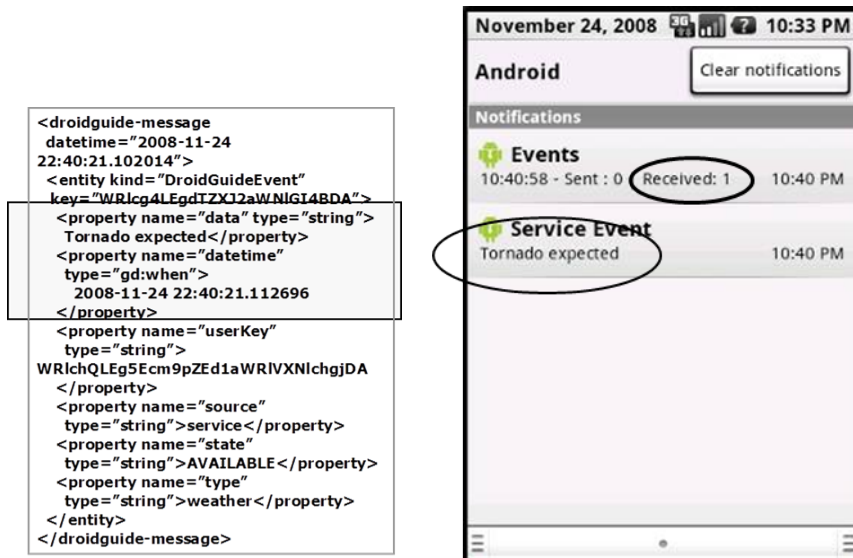 <droidguide-message
datetime="2008-11-24
22:40:21.102014">
<entity kind="DroidGuideEvent"
key="WRlcg4LEgdTZXJ2aWNlGI4BDA">
<property name="data" type="string">
Tornado expected</property>
<property name="datetime"
type="gd:when">
2008-11-24 22:40:21.112696
</property>
<property name="userKey"
type="string">
WRlchQLEg5Ecm9pZEd1aWRlVXNlchgjDA
</property>
<property name="source"
type="string">service</property>
<property name="state"
type="string">AVAILABLE</property>
<property name="type"
type="string">weather</property>
</entity>
</droidguide-message>
November 24, 2008 3G 10:33 PM
Android Clear notifications
Notifications
Events
10:40:58 - Sent : 0 Received: 1 10:40 PM
Service Event
Tornado expected 10:40 PM